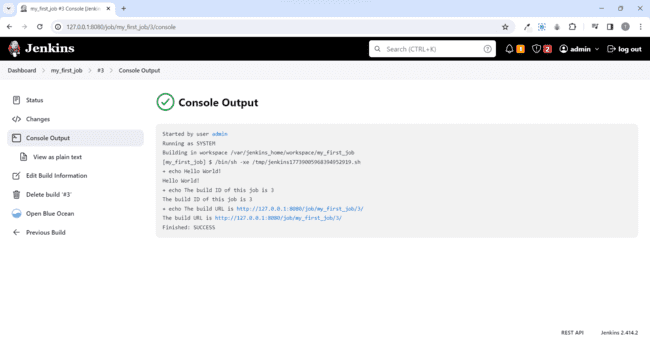 my_first_job #3 Console [Jenkin
127.0.0.1:8080/job/my_first_job/3/console
Jenkins
Search (CTRL+K)
1
2
admin
log out
Dashboard
my_first_job
#3
Console Output
Status
Changes
Console Output
View as plain text
Edit Build Information
Delete build '#3'
Open Blue Ocean
Previous Build
Console Output
Started by user admin
Running as SYSTEM
Building in workspace /var/jenkins_home/workspace/my_first_job
[my_first_job] $ /bin/sh -xe /tmp/jenkins17739005968394952919.sh
+ echo Hello World!
Hello World!
+ echo The build ID of this job is 3
The build ID of this job is 3
+ echo The build URL is http://127.0.0.1:8080/job/my_first_job/3/
The build URL is http://127.0.0.1:8080/job/my_first_job/3/
Finished: SUCCESS
REST API
Jenkins 2.414.2